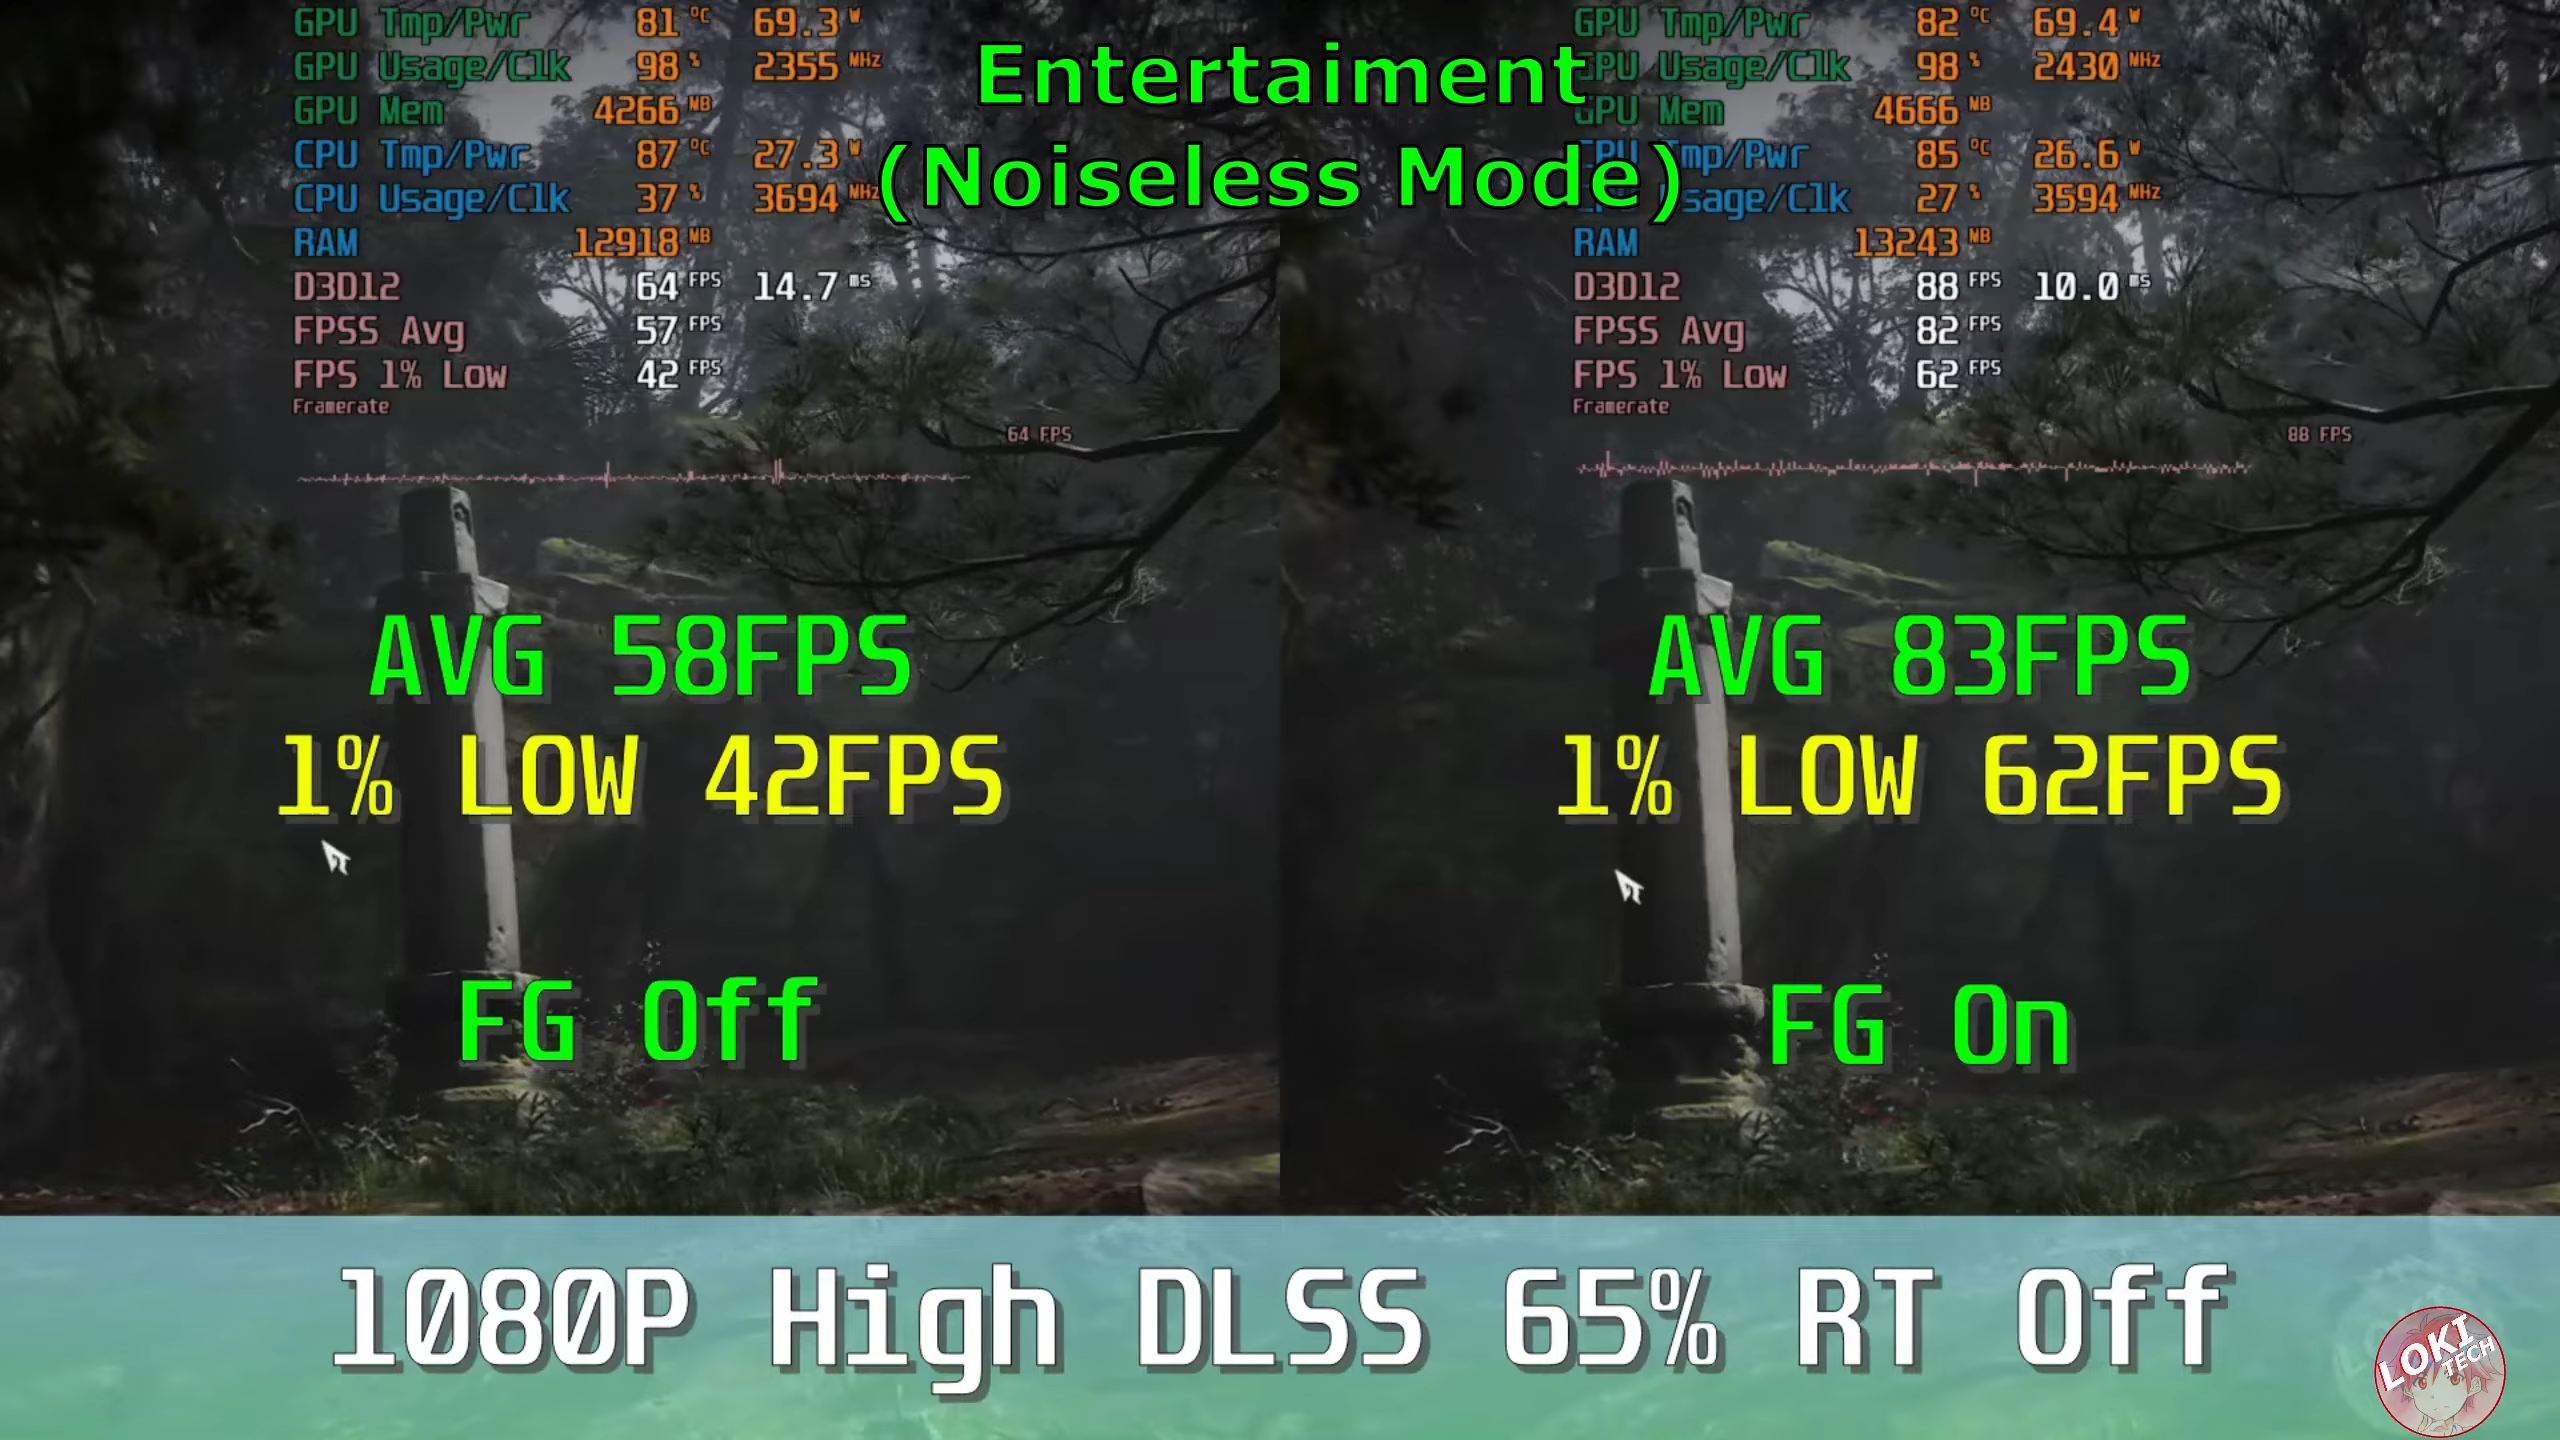 GPU Tmp/Pwr 81 °C 69.3 W
GPU Usage/Clk 98 % 2355 MHz
GPU Mem 4266 MB
CPU Tmp/Pwr 87 °C 27.3 W
CPU Usage/Clk 37 % 3694 MHz
RAM 12918 MB
D3D12 64 FPS 14.7 ms
FPSS Avg 57 FPS
FPS 1% Low 42 FPS
Framerate
64 FPS
Entertaiment
(Noiseless Mode)
GPU Tmp/Pwr 82 °C 69.4 W
GPU Usage/Clk 98 % 2430 MHz
GPU Mem 4666 MB
CPU Tmp/Pwr 85 °C 26.6 W
CPU Usage/Clk 27 % 3594 MHz
RAM 13243 MB
D3D12 88 FPS 10.0 ms
FPSS Avg 82 FPS
FPS 1% Low 62 FPS
Framerate
88 FPS
AVG 58FPS
1% LOW 42FPS
FG Off
AVG 83FPS
1% LOW 62FPS
FG On
1080P High DLSS 65% RT Off
LOKI
TECH